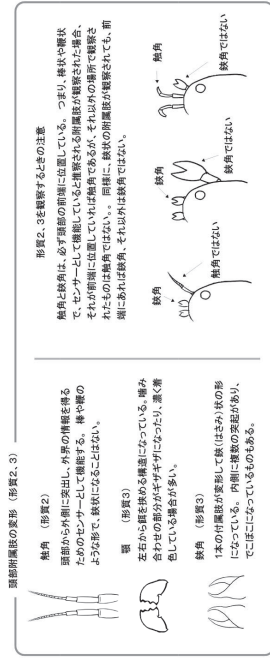 頭部附属肢の変形（形質2、3）
触角　（形質2）
頭部から外側に突出し、外界の情報を得る
ためのセンサーとして機能する。棒や鞭の
ような形で、鋏状になることはない。
顎　（形質3）
左右から餌を挟める構造になっている。噛み
合わせの部分がギザギザになったり、濃く着
色している場合が多い。
鋏角　（形質3）
1本の付属肢が変形して鋏（はさみ）状の形
になっている。内側に複数の突起があり、
でこぼこになっているものもある。
形質2、3を観察するときの注意
触角と鋏角は、必ず頭部の前端に位置している。つまり、棒状や鞭状
で、センサーとして機能していると推察される附属肢が観察された場合、
それが前端に位置していれば触角であるが、それ以外の場所で観察さ
れたものは触角ではない。。同様に、鋏状の附属肢が観察されても、前
端にあれば鋏角、それ以外は鋏角ではない。
鋏角
触角ではない
鋏角
鋏角ではない
触角
鋏角ではない